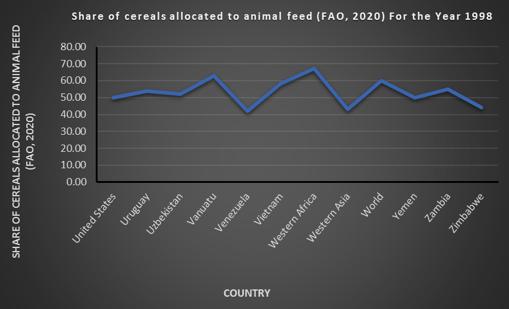 Share of cereals allocated to animal feed (FAO, 2020) For the Year 1998
SHARE OF CEREALS ALLOCATED TO ANIMAL FEED
(FAO, 2020)
80.00
70.00
60.00
50.00
40.00
30.00
20.00
10.00
0.00
United States
Uruguay
Uzbekistan
Vanuatu
Venezuela
Vietnam
Western Africa
Western Asia
World
Yemen
Zambia
Zimbabwe
COUNTRY